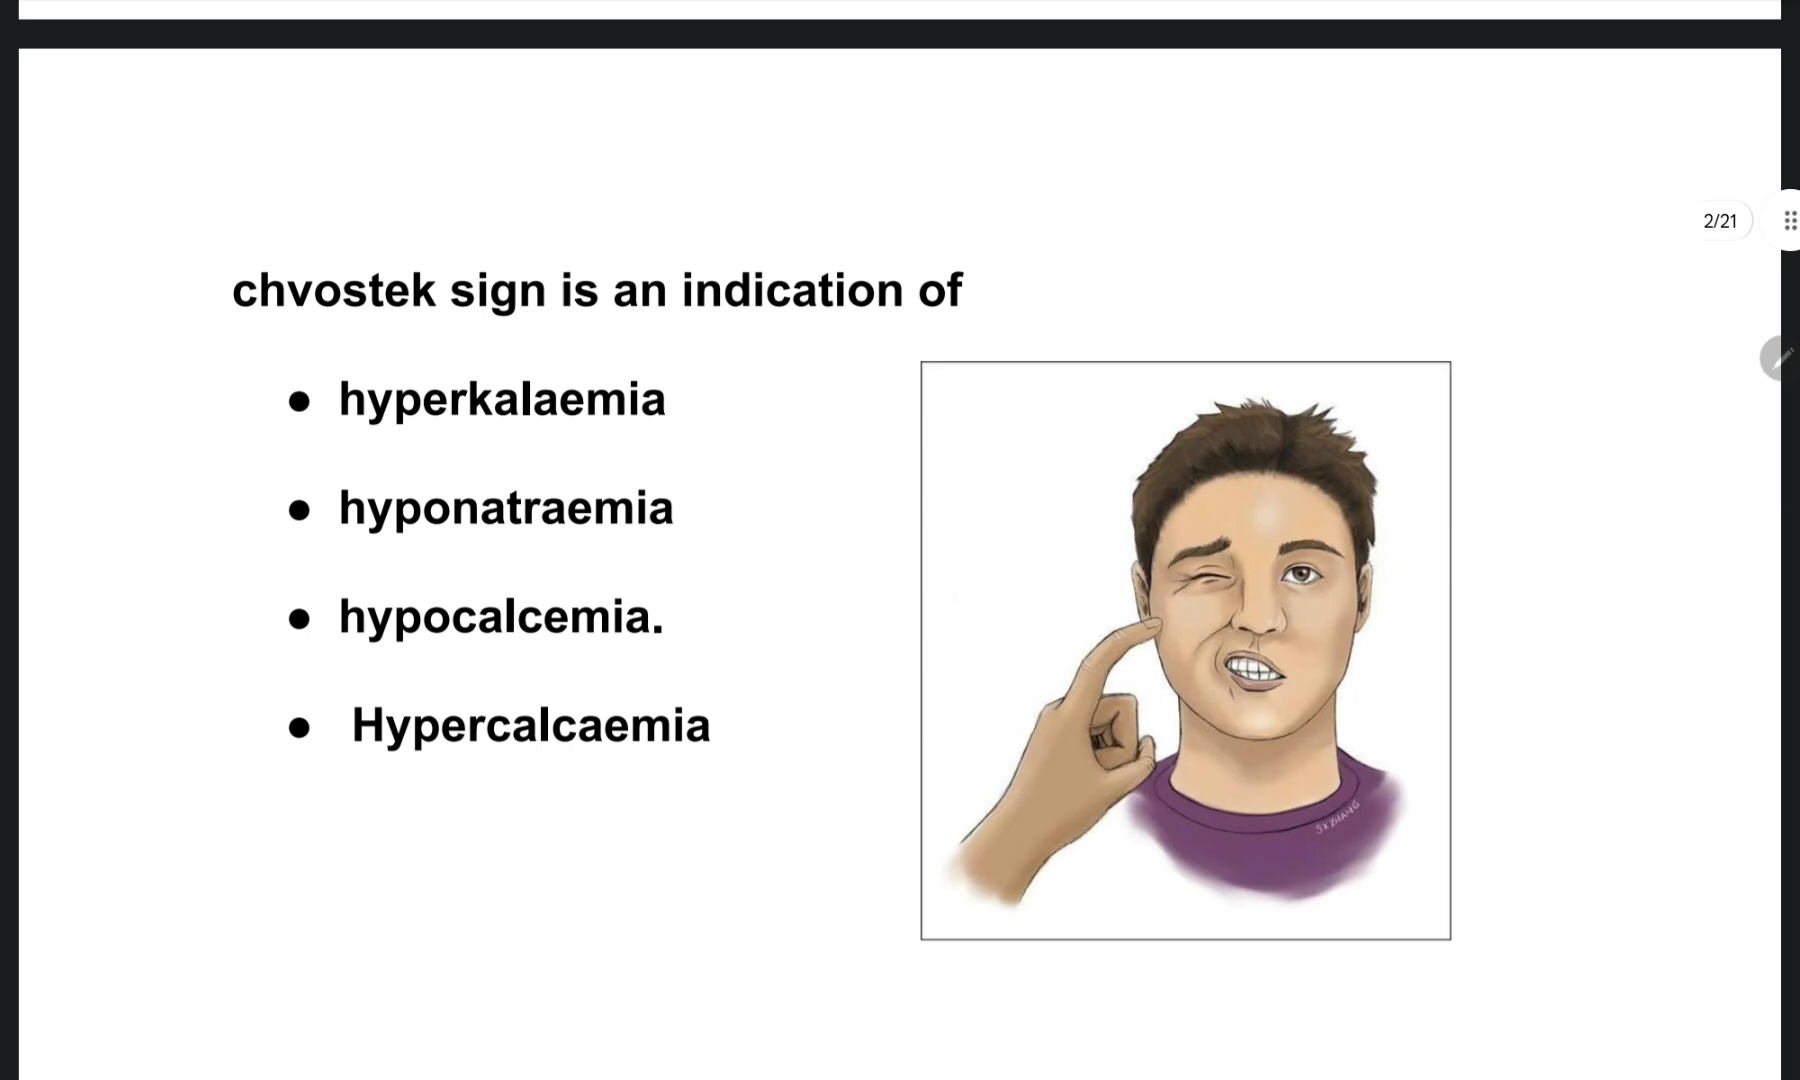 2/21
chvostek sign is an indication of
● hyperkalaemia
● hyponatraemia
● hypocalcemia.
● Hypercalcaemia
SXZHANG